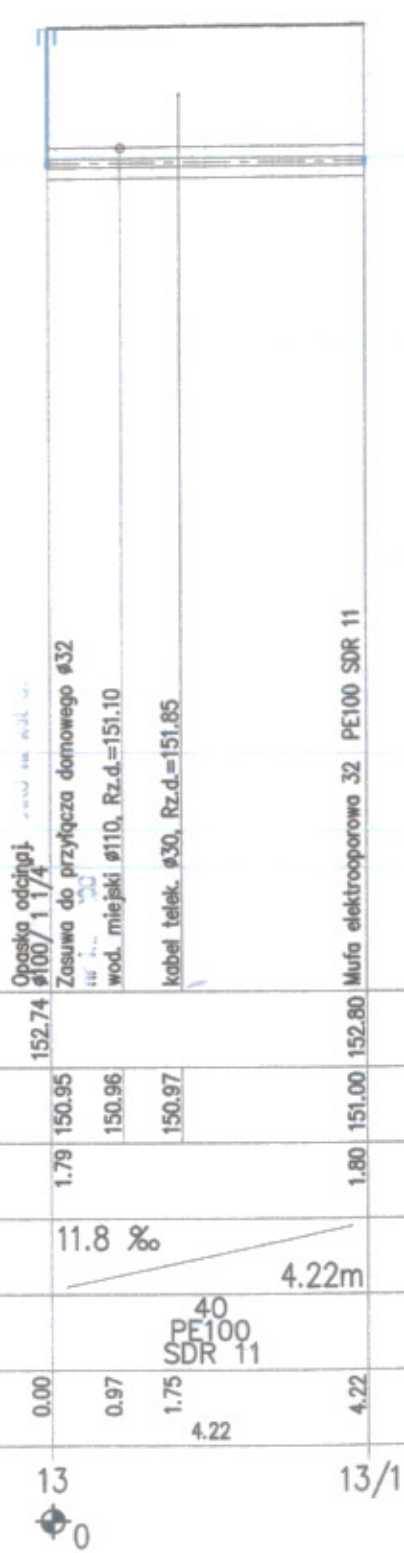 Opaska odcinaj.
ø100/ 1 1/4
Zasuwa do przyłącza domowego ø32
wod. miejski ø110, Rz.d.=151.10
kabel telek. ø30, Rz.d.=151.85
Mufa elektrooporowa 32 PE100 SDR 11
152.74
152.80
150.95
150.96
150.97
151.00
1.79
1.80
11.8 ‰
4.22m
40
PE100
SDR 11
0.00
0.97
1.75
4.22
4.22
13
13/1
0